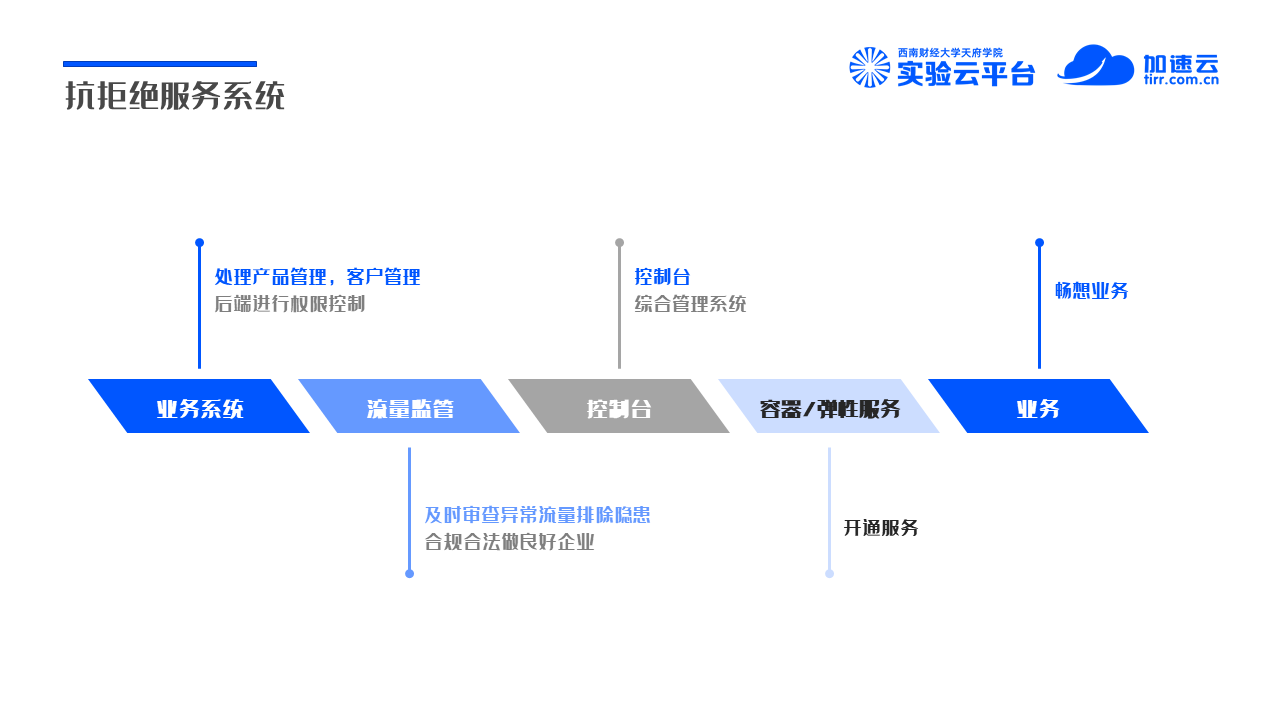 抗拒绝服务系统
西南财经大学天府学院
实验云平台
加速云
tirr.com.cn
处理产品管理，客户管理
后端进行权限控制
控制台
综合管理系统
畅想业务
业务系统
流量监管
控制台
容器/弹性服务
业务
及时审查异常流量排除隐患
合规合法做良好企业
开通服务